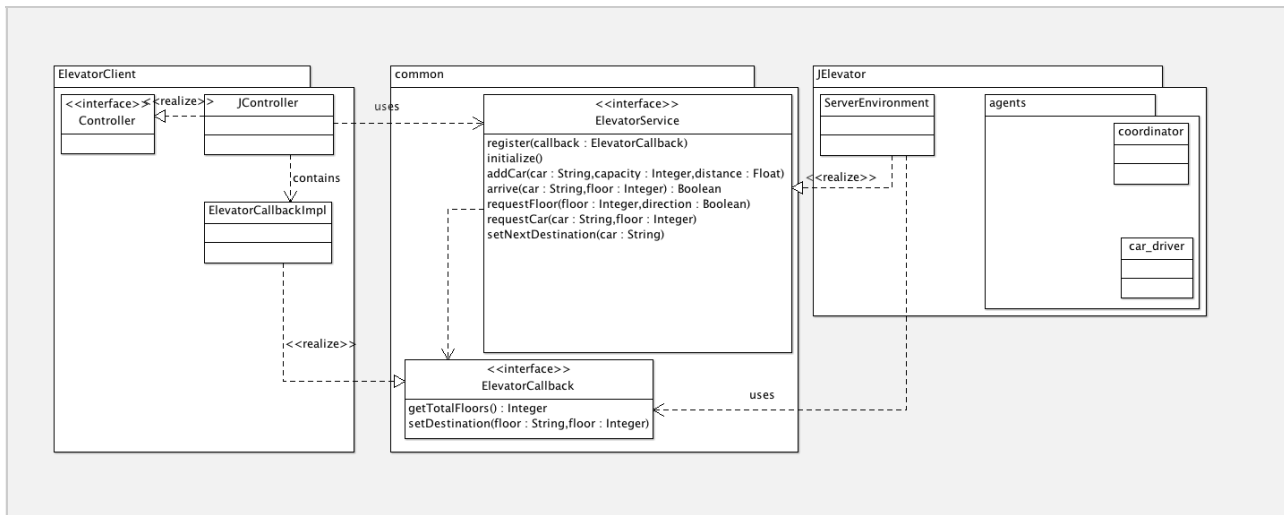 ElevatorClient
<<interface>>
Controller
<<realize>>
JController
contains
ElevatorCallbackImpl
<<realize>>
uses
common
<<interface>>
ElevatorService
register(callback : ElevatorCallback)
initialize()
addCar(car : String,capacity : Integer,distance : Float)
arrive(car : String,floor : Integer) : Boolean
requestFloor(floor : Integer,direction : Boolean)
requestCar(car : String,floor : Integer)
setNextDestination(car : String)
<<interface>>
ElevatorCallback
getTotalFloors() : Integer
setDestination(floor : String,floor : Integer)
JElevator
ServerEnvironment
<<realize>>
uses
agents
coordinator
car_driver